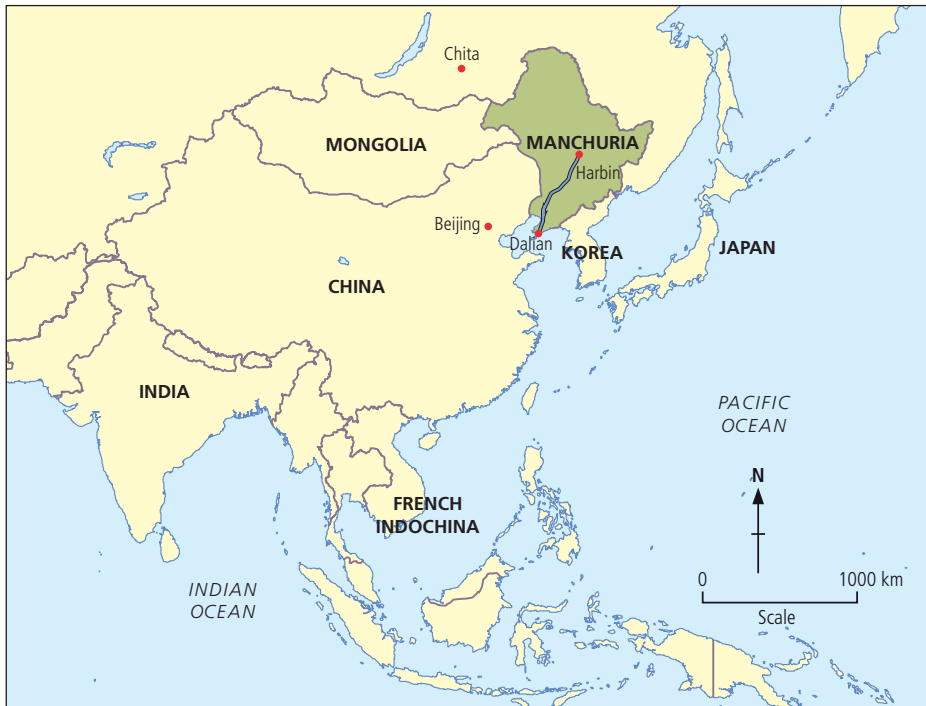 Chita
MONGOLIA
MANCHURIA
Harbin
Beijing
Dalian
KOREA
JAPAN
CHINA
INDIA
PACIFIC
OCEAN
N
FRENCH
INDOCHINA
INDIAN
OCEAN
0 1000 km
Scale